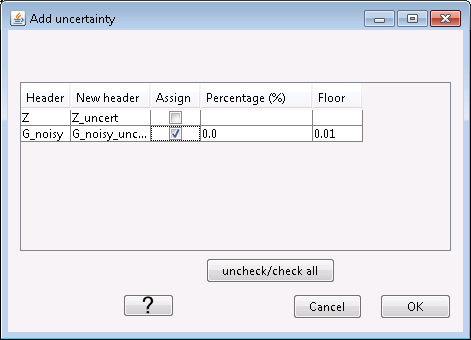 Add uncertainty
Header New header Assign Percentage (%) Floor
Z Z_uncert
G_noisy G_noisy_unc... 0.0 0.01
uncheck/check all
? Cancel OK